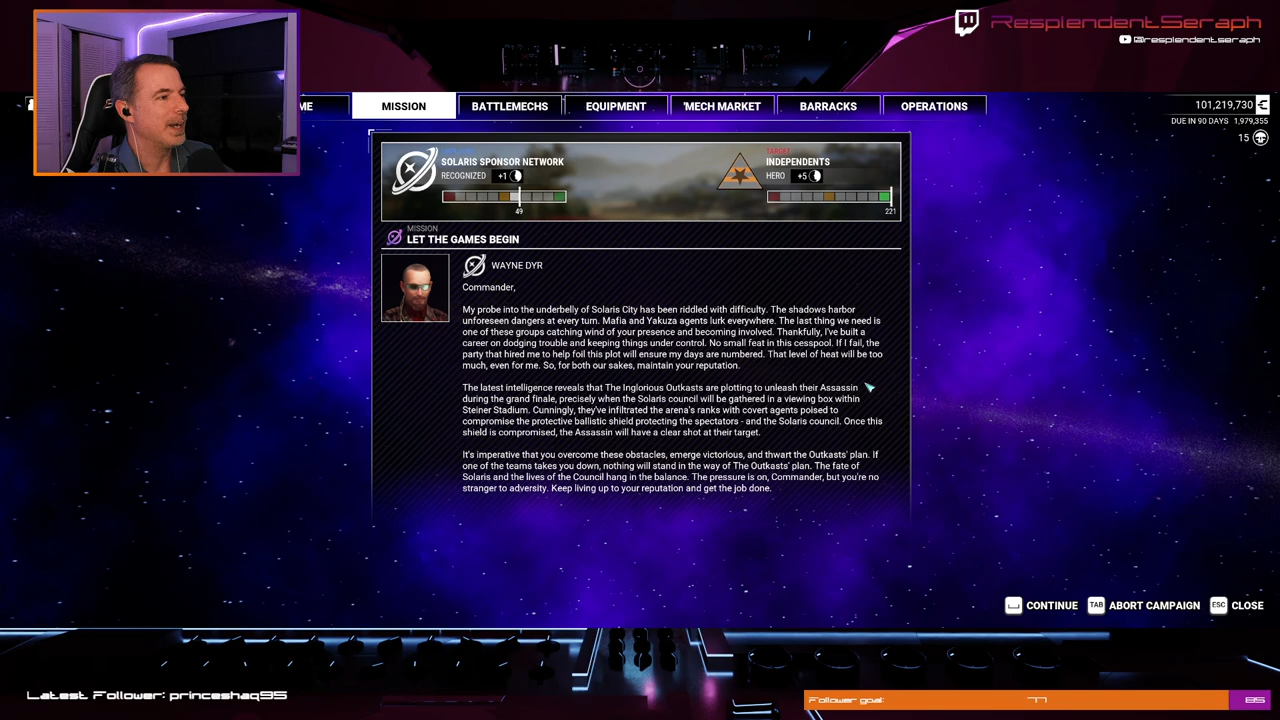 ResplendentSeraph
@resplendentseraph
MISSION
BATTLEMECHS
EQUIPMENT
'MECH MARKET
BARRACKS
OPERATIONS
101,219,730
DUE IN 90 DAYS 1,979,355
15
SOLARIS SPONSOR NETWORK
RECOGNIZED +1
49
TARGET
INDEPENDENTS
HERO +5
221
MISSION
LET THE GAMES BEGIN
WAYNE DYR
Commander,
My probe into the underbelly of Solaris City has been riddled with difficulty. The shadows harbor
unforeseen dangers at every turn. Mafia and Yakuza agents lurk everywhere. The last thing we need is
one of these groups catching wind of your presence and becoming involved. Thankfully, I've built a
career on dodging trouble and keeping things under control. No small feat in this cesspool. If I fail, the
party that hired me to help foil this plot will ensure my days are numbered. That level of heat will be too
much, even for me. So, for both our sakes, maintain your reputation.
The latest intelligence reveals that The Inglorious Outkasts are plotting to unleash their Assassin
during the grand finale, precisely when the Solaris council will be gathered in a viewing box within
Steiner Stadium. Cunningly, they've infiltrated the arena's ranks with covert agents poised to
compromise the protective ballistic shield protecting the spectators - and the Solaris council. Once this
shield is compromised, the Assassin will have a clear shot at their target.
It's imperative that you overcome these obstacles, emerge victorious, and thwart the Outkasts' plan. If
one of the teams takes you down, nothing will stand in the way of The Outkasts' plan. The fate of
Solaris and the lives of the Council hang in the balance. The pressure is on, Commander, but you're no
stranger to adversity. Keep living up to your reputation and get the job done.
CONTINUE
TAB ABORT CAMPAIGN
ESC CLOSE
Latest Follower: princeshaq95
Follower goal: 77 85